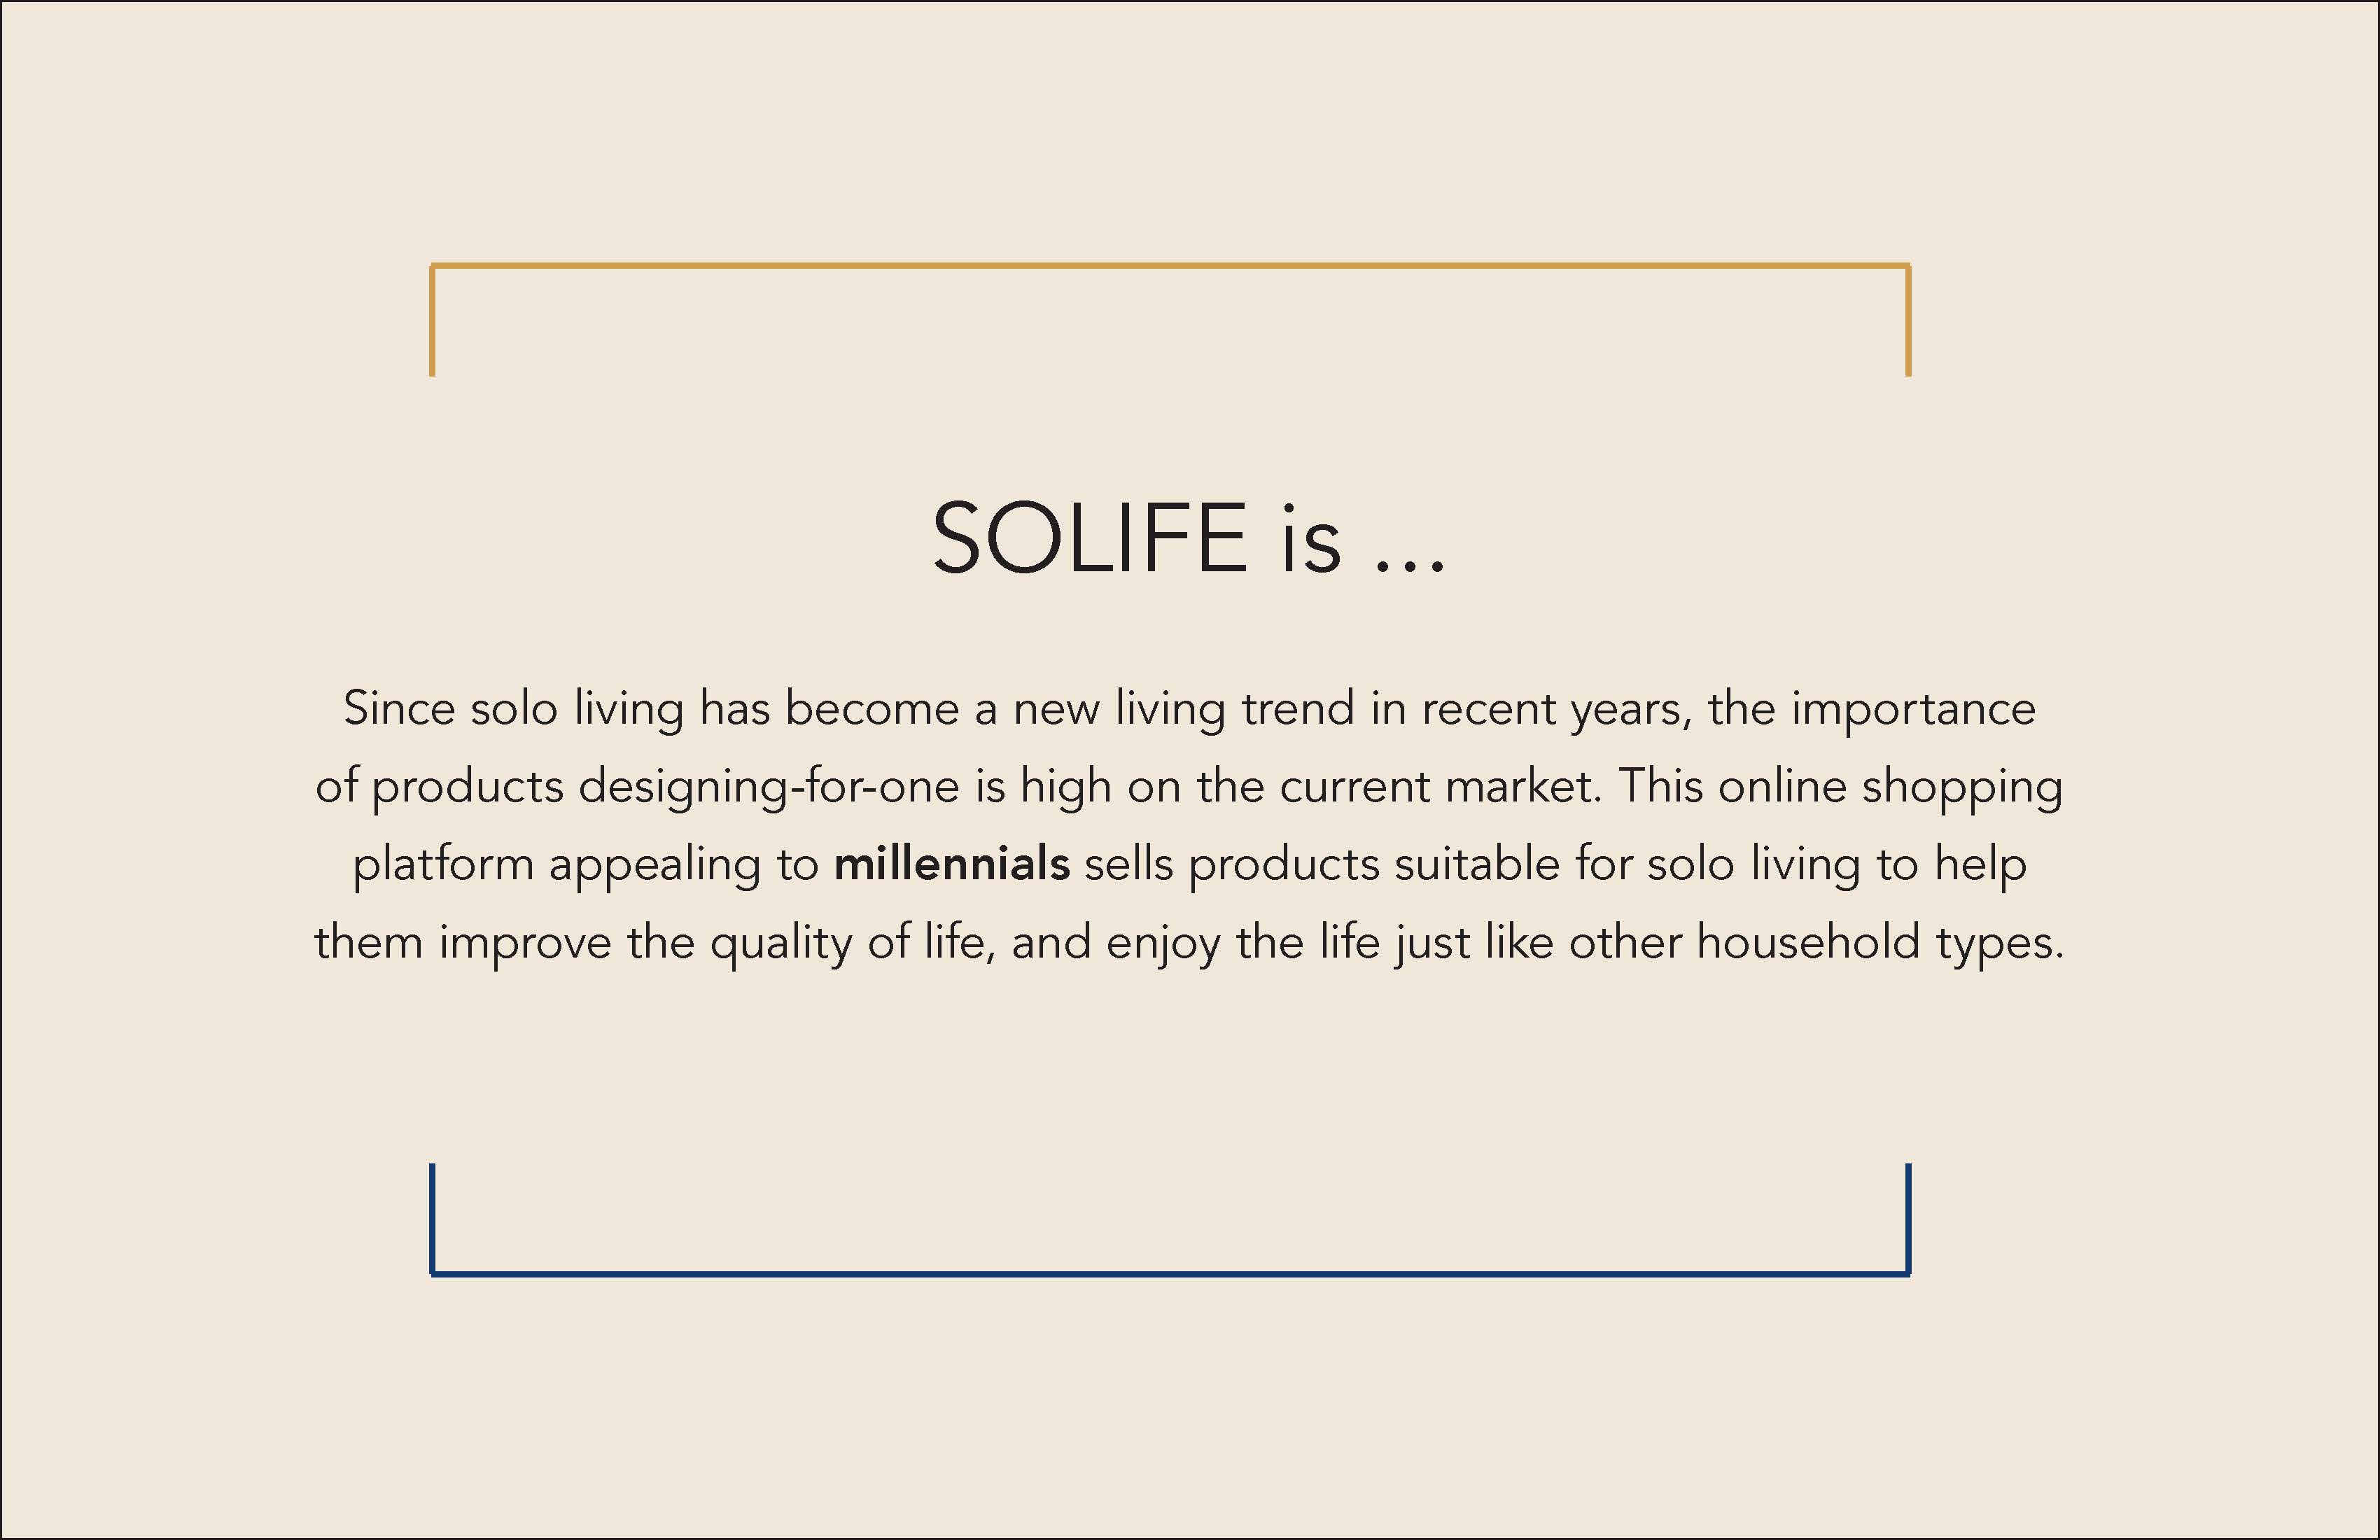 SOLIFE is ...
Since solo living has become a new living trend in recent years, the importance
of products designing-for-one is high on the current market. This online shopping
platform appealing to millennials sells products suitable for solo living to help
them improve the quality of life, and enjoy the life just like other household types.